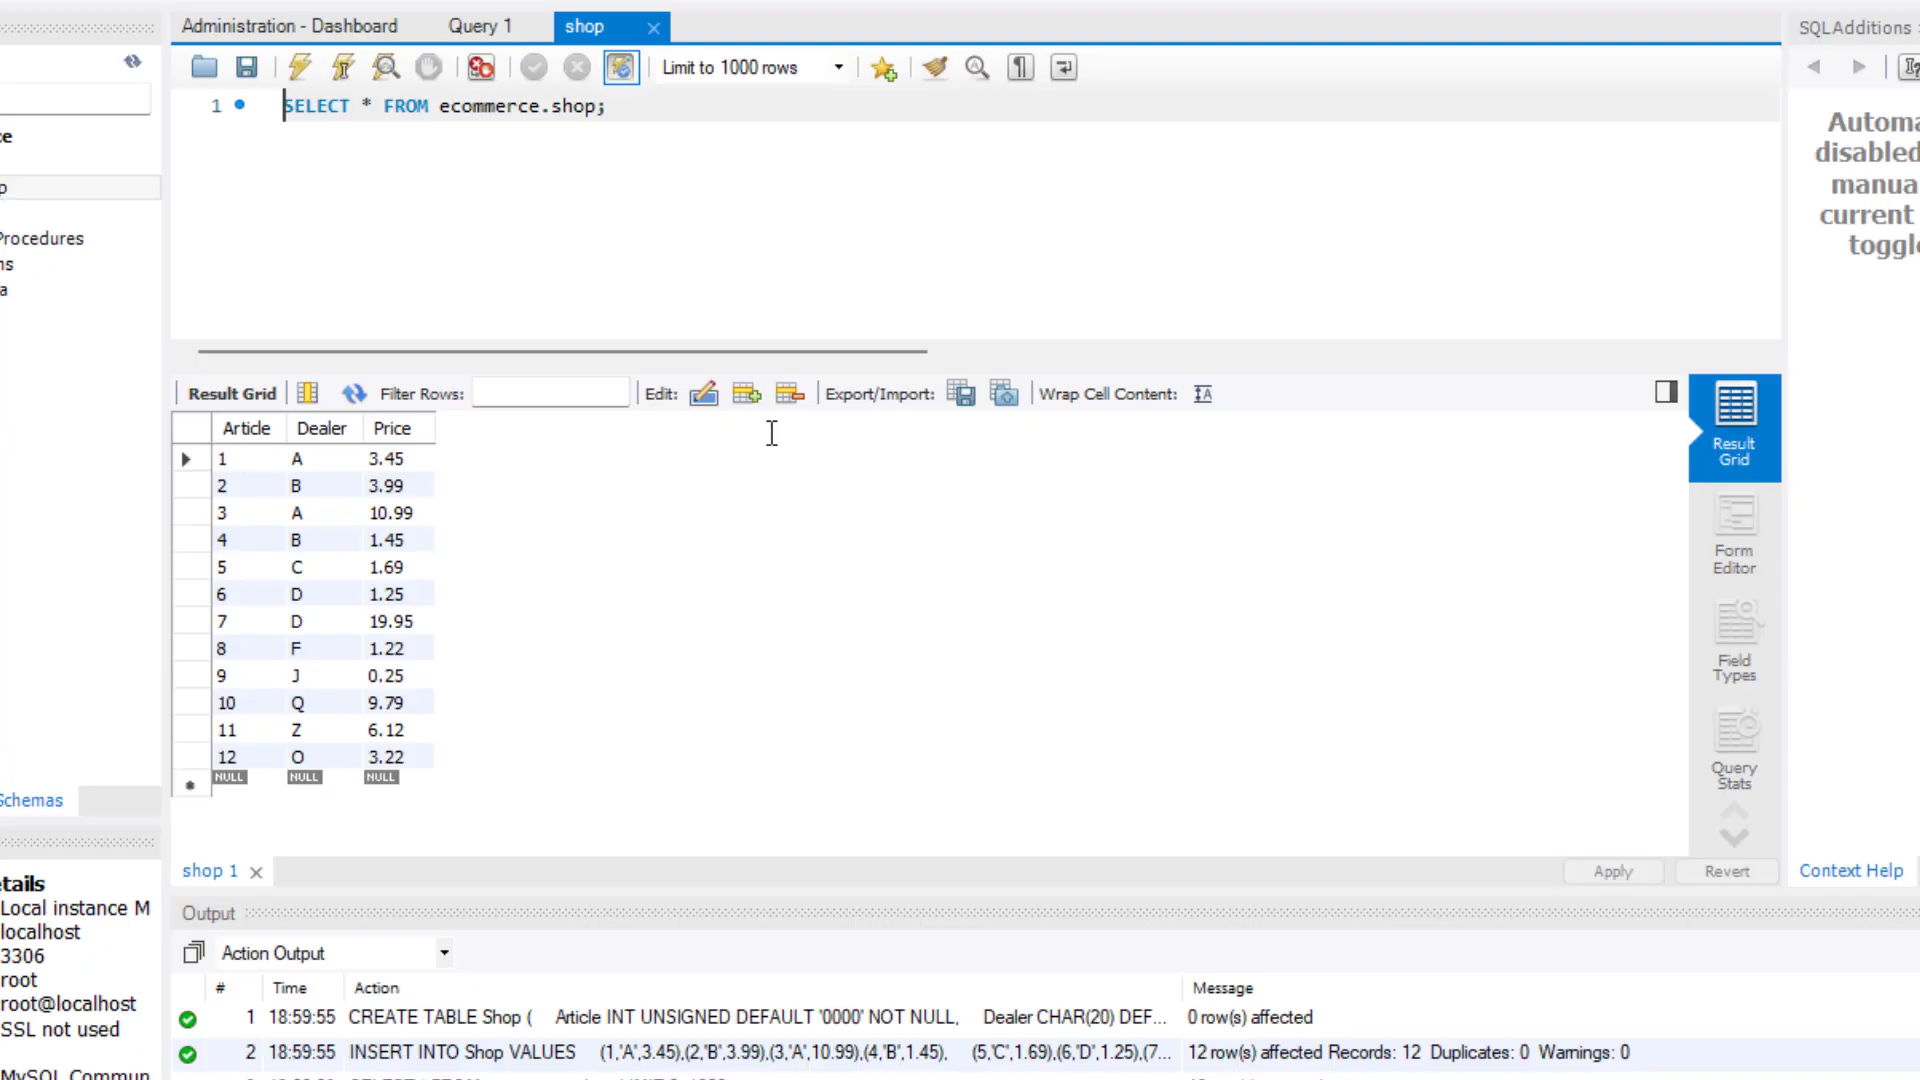 Administration - Dashboard Query 1 shop
SQLAdditions
Limit to 1000 rows
1 SELECT * FROM ecommerce.shop;
disabled
current
Procedures
Result Grid Filter Rows: Edit: Export/Import: Wrap Cell Content:
Article Dealer Price
1 A 3.45
2 B 3.99
3 A 10.99
4 B 1.45
5 C 1.69
6 D 1.25
7 D 19.95
8 F 1.22
9 J 0.25
10 Q 9.79
11 Z 6.12
12 O 3.22
NULL NULL NULL
Result
Grid
Form
Editor
Field
Types
Query
Stats
Schemas
shop 1 Apply Revert
Context Help
etails
Local instance M
localhost
3306
root
root@localhost
SSL not used
MySQL Commun
Output
Action Output
# Time Action Message
1 18:59:55 CREATE TABLE Shop ( Article INT UNSIGNED DEFAULT '0000' NOT NULL, Dealer CHAR(20) DEF... 0 row(s) affected
2 18:59:55 INSERT INTO Shop VALUES (1,'A',3.45),(2,'B',3.99),(3,'A',10.99),(4,'B',1.45), (5,'C',1.69),(6,'D',1.25),(7... 12 row(s) affected Records: 12 Duplicates: 0 Warnings: 0